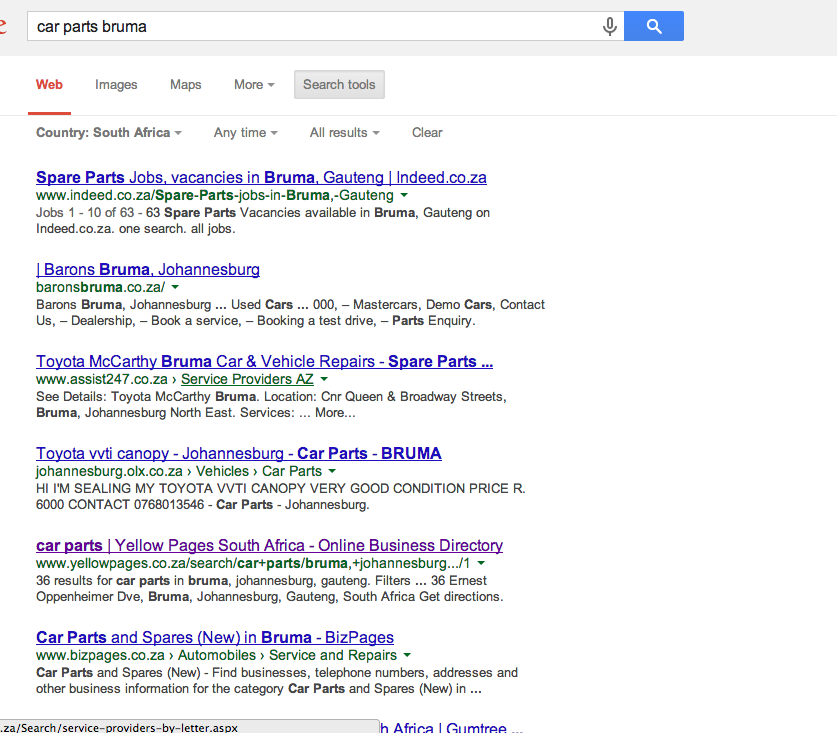 car parts bruma
Web Images Maps More Search tools
Country: South Africa Any time All results Clear
Spare Parts Jobs, vacancies in Bruma, Gauteng | Indeed.co.za
www.indeed.co.za/Spare-Parts-jobs-in-Bruma,-Gauteng
Jobs 1 - 10 of 63 - 63 Spare Parts Vacancies available in Bruma, Gauteng on
Indeed.co.za. one search. all jobs.
| Barons Bruma, Johannesburg
baronsbruma.co.za/
Barons Bruma, Johannesburg ... Used Cars ... 000, – Mastercars, Demo Cars, Contact
Us, – Dealership, – Book a service, – Booking a test drive, – Parts Enquiry.
Toyota McCarthy Bruma Car & Vehicle Repairs - Spare Parts ...
www.assist247.co.za › Service Providers AZ
See Details: Toyota McCarthy Bruma. Location: Cnr Queen & Broadway Streets,
Bruma, Johannesburg North East. Services: ... More...
Toyota vvti canopy - Johannesburg - Car Parts - BRUMA
johannesburg.olx.co.za › Vehicles › Car Parts
HI I'M SEALING MY TOYOTA VVTI CANOPY VERY GOOD CONDITION PRICE R.
6000 CONTACT 0768013546 - Car Parts - Johannesburg.
car parts | Yellow Pages South Africa - Online Business Directory
www.yellowpages.co.za/search/car+parts/bruma,+johannesburg.../1
36 results for car parts in bruma, johannesburg, gauteng. Filters ... 36 Ernest
Oppenheimer Dve, Bruma, Johannesburg, Gauteng, South Africa Get directions.
Car Parts and Spares (New) in Bruma - BizPages
www.bizpages.co.za › Automobiles › Service and Repairs
Car Parts and Spares (New) - Find businesses, telephone numbers, addresses and
other business information for the category Car Parts and Spares (New) in ...
.za/Search/service-providers-by-letter.aspx h Africa | Gumtree ...